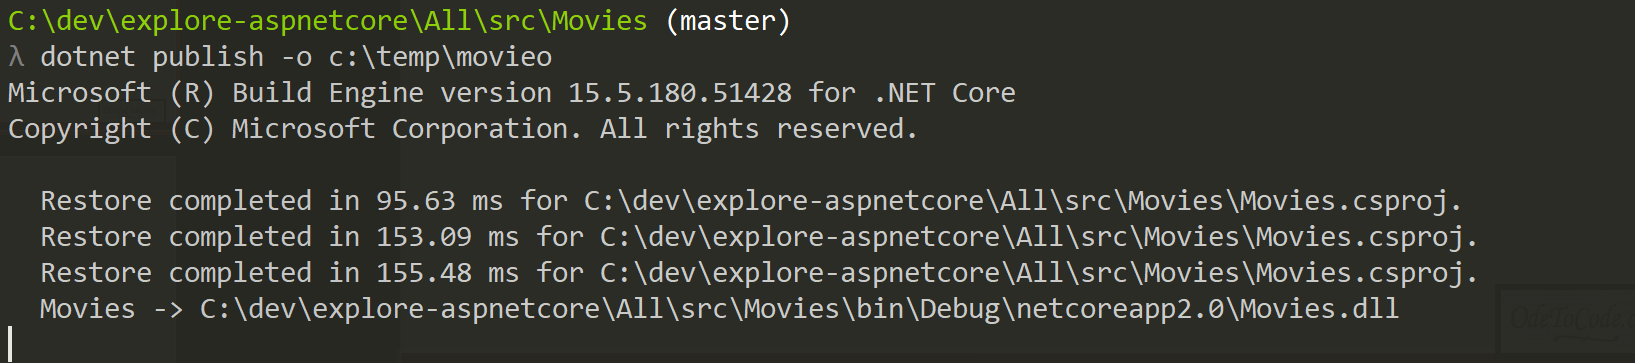 C:\dev\explore-aspnetcore\All\src\Movies (master)
λ dotnet publish -o c:\temp\movieo
Microsoft (R) Build Engine version 15.5.180.51428 for .NET Core
Copyright (C) Microsoft Corporation. All rights reserved.
Restore completed in 95.63 ms for C:\dev\explore-aspnetcore\All\src\Movies\Movies.csproj.
Restore completed in 153.09 ms for C:\dev\explore-aspnetcore\All\src\Movies\Movies.csproj.
Restore completed in 155.48 ms for C:\dev\explore-aspnetcore\All\src\Movies\Movies.csproj.
Movies -> C:\dev\explore-aspnetcore\All\src\Movies\bin\Debug\netcoreapp2.0\Movies.dll